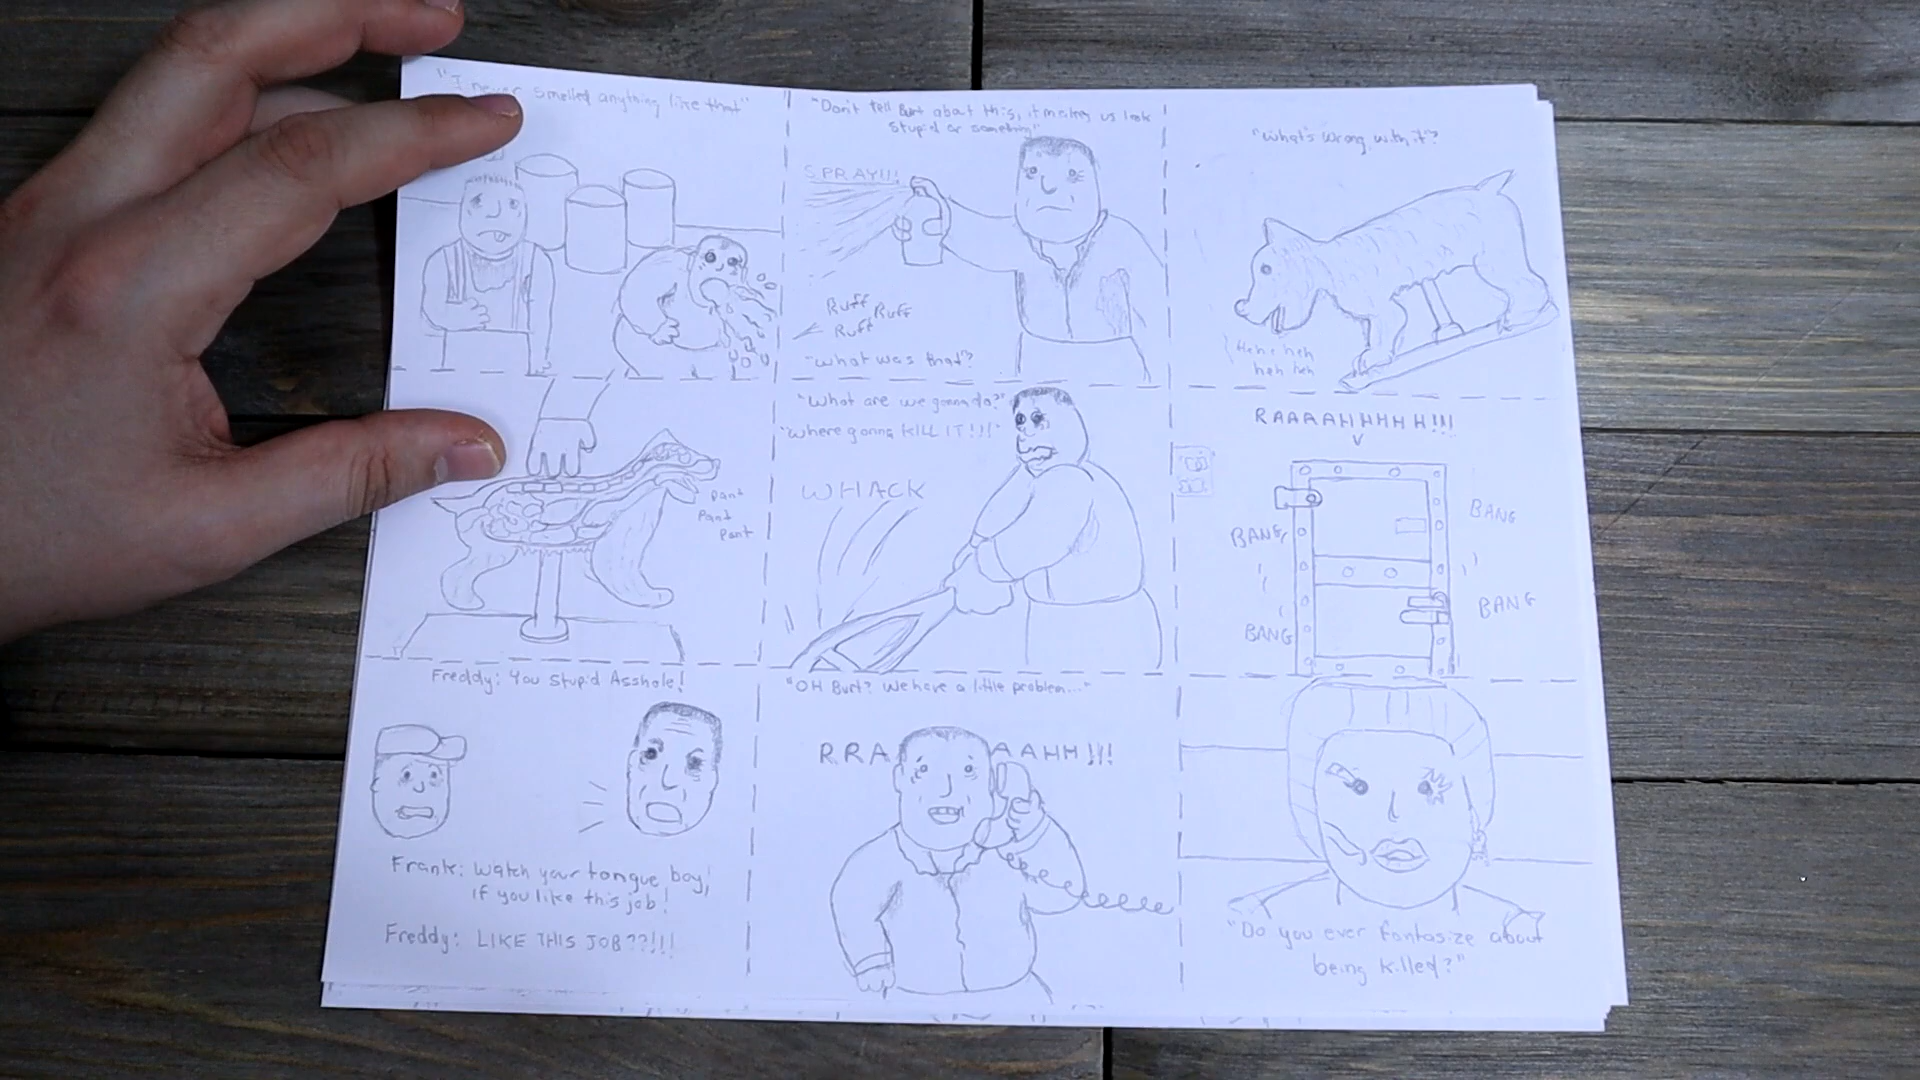 "I never smelled anything like that"
"Don't tell Burt about this, it makes us look
stupid or something"
SPRAY!!!
Ruff Ruff
Ruff
"What was that"?
"What's wrong with it"?
heh heh
heh heh
Pant
Pant
Pant
"What are we gonna do?"
"Where gonna KILL IT!!!"
WHACK
RAAAAHHHHH!!!
BANG
BANG
BANG
BANG
Freddy: You stupid Asshole!
Frank: Watch your tongue boy,
if you like this job!
Freddy: LIKE THIS JOB??!!!
"OH Burt? We have a little problem..."
RRA AAHH!!!
"Do you ever fantasize about
being killed?"